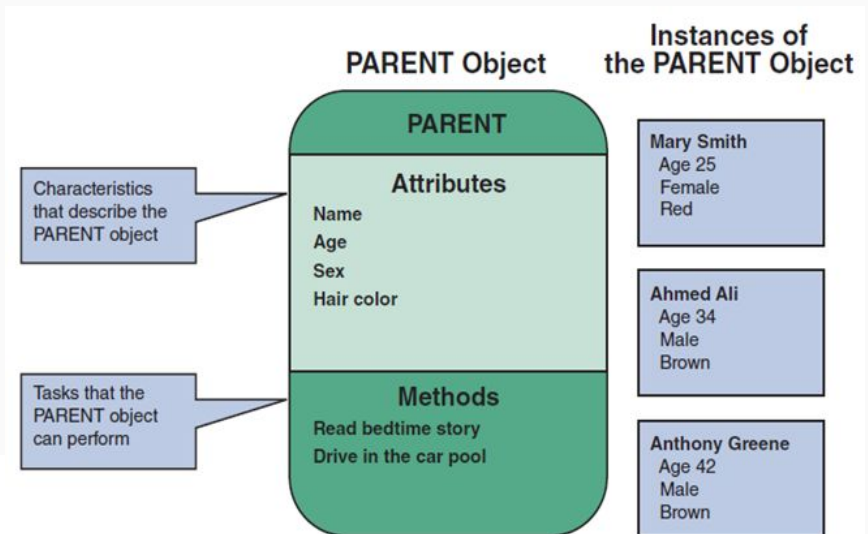 PARENT Object
Instances of
the PARENT Object
PARENT
Attributes
Name
Age
Sex
Hair color
Methods
Read bedtime story
Drive in the car pool
Characteristics
that describe the
PARENT object
Tasks that the
PARENT object
can perform
Mary Smith
Age 25
Female
Red
Ahmed Ali
Age 34
Male
Brown
Anthony Greene
Age 42
Male
Brown